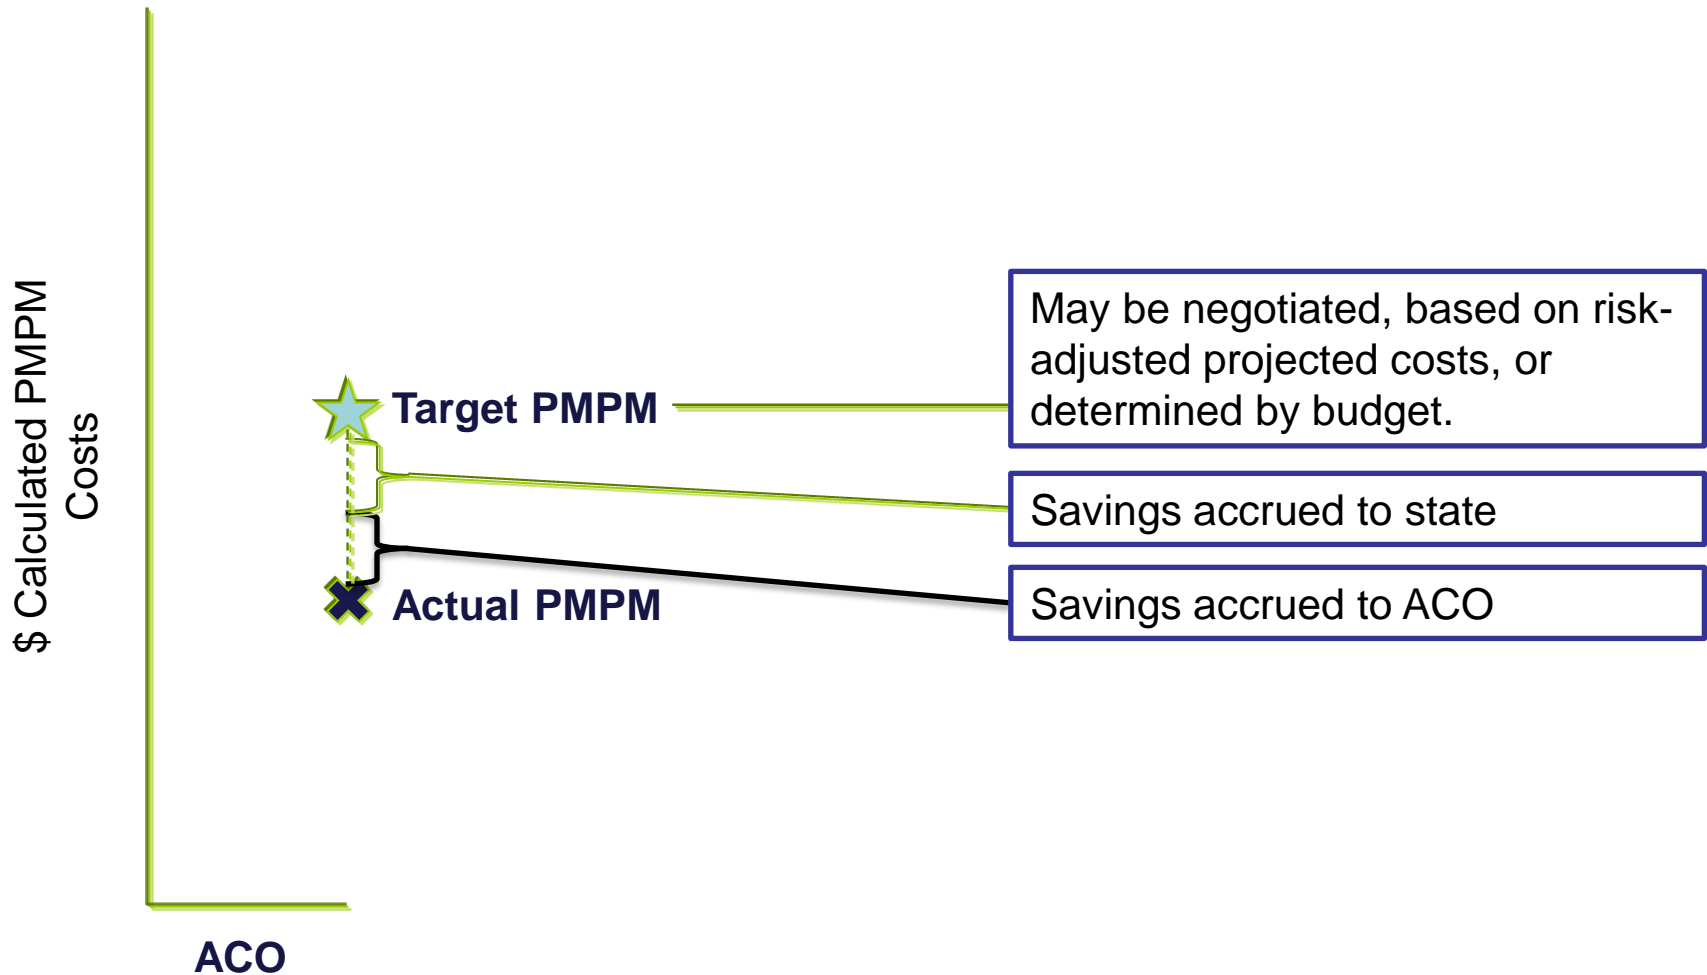 $ Calculated PMPM
Costs
Target PMPM
May be negotiated, based on risk-
adjusted projected costs, or
determined by budget.
Savings accrued to state
Actual PMPM
Savings accrued to ACO
ACO